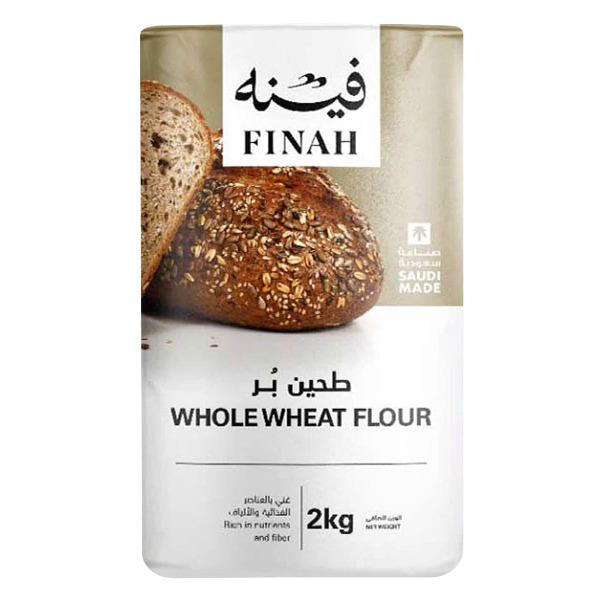 فينه
FINAH
صناعة
سعودية
SAUDI
MADE
طحين بُر
WHOLE WHEAT FLOUR
غني بالعناصر
الغذائية والألياف
Rich in nutrients
and fiber
2kg
الوزن الصافي
NET WEIGHT